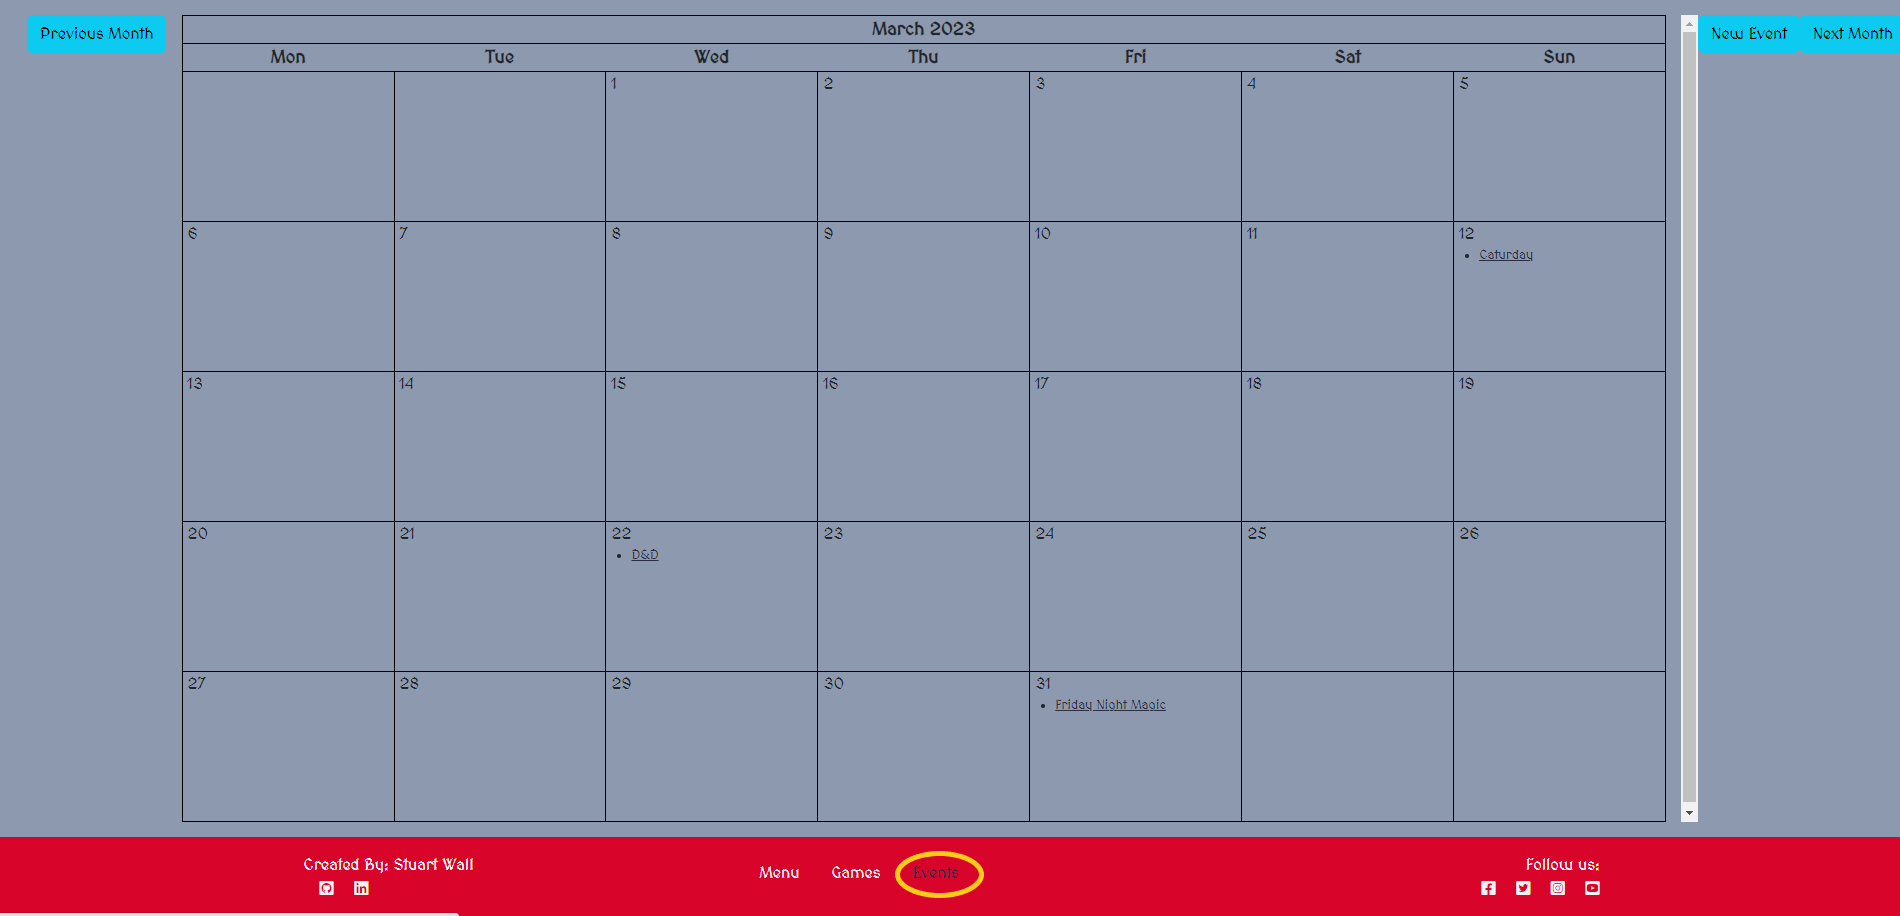 Previous Month
March 2023
New Event Next Month
Mon Tue Wed Thu Fri Sat Sun
1 2 3 4 5
6 7 8 9 10 11 12
Caturday
13 14 15 16 17 18 19
20 21 22 23 24 25 26
D&D
27 28 29 30 31
Friday Night Magic
Created By: Stuart Wall
Menu Games Events
Follow us: